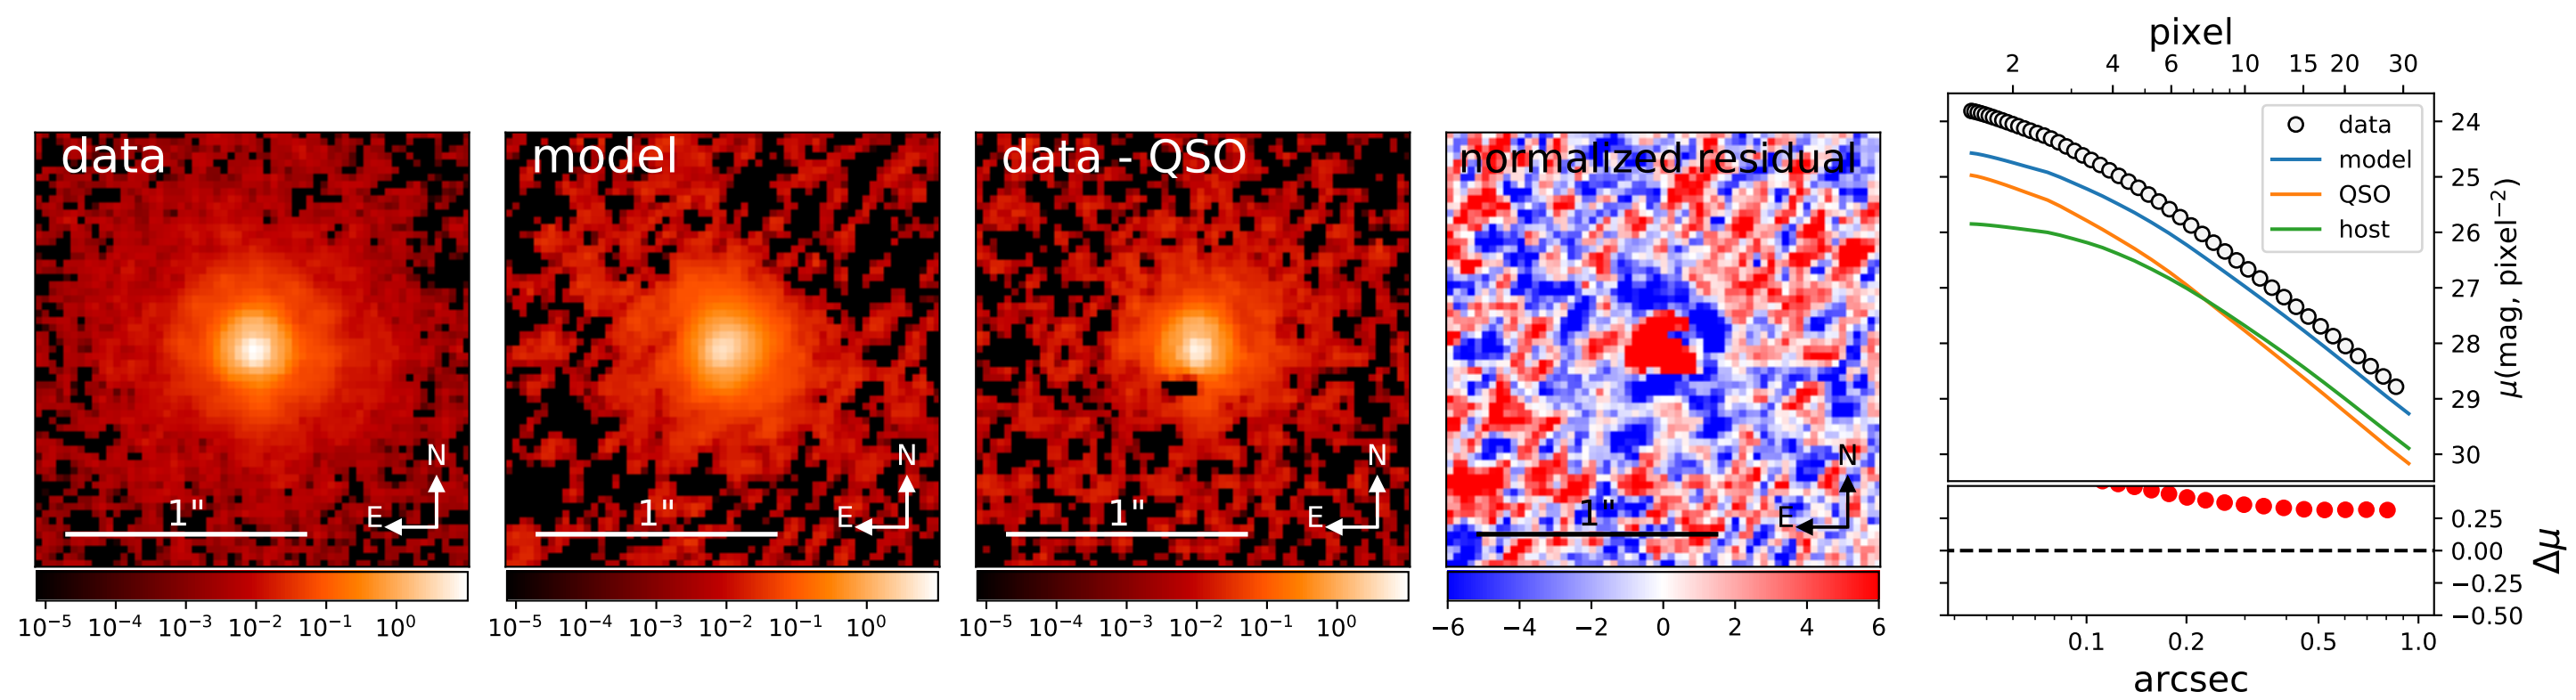 data
1"
N
E
10⁻⁵ 10⁻⁴ 10⁻³ 10⁻² 10⁻¹ 10⁰
model
1"
N
E
10⁻⁵ 10⁻⁴ 10⁻³ 10⁻² 10⁻¹ 10⁰
data - QSO
1"
N
E
10⁻⁵ 10⁻⁴ 10⁻³ 10⁻² 10⁻¹ 10⁰
normalized residual
1"
N
E
−6 −4 −2 0 2 4 6
pixel
2 4 6 10 15 20 30
data
model
QSO
host
24
25
26
27
28
29
30
μ(mag, pixel⁻²)
0.25
0.00
−0.25
−0.50
Δμ
0.1 0.2 0.5 1.0
arcsec